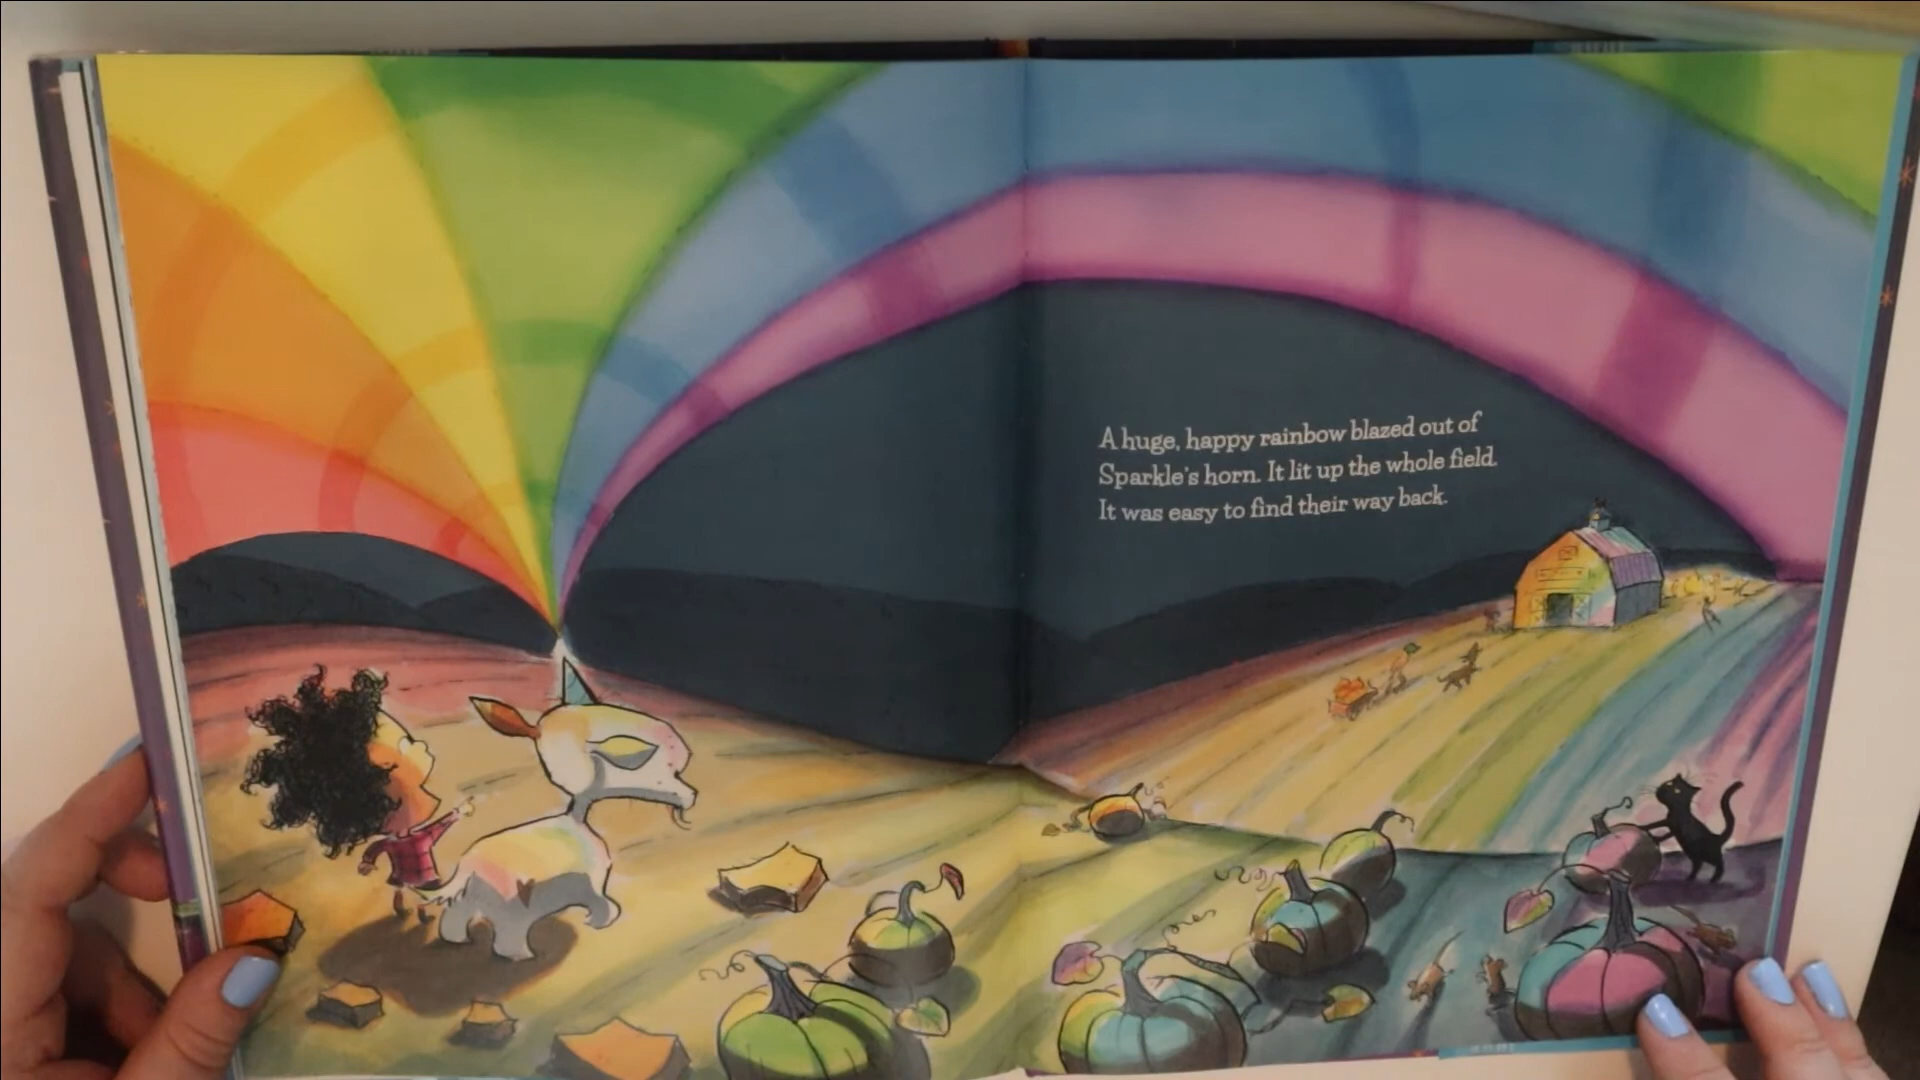 A huge, happy rainbow blazed out of
Sparkle's horn. It lit up the whole field.
It was easy to find their way back.